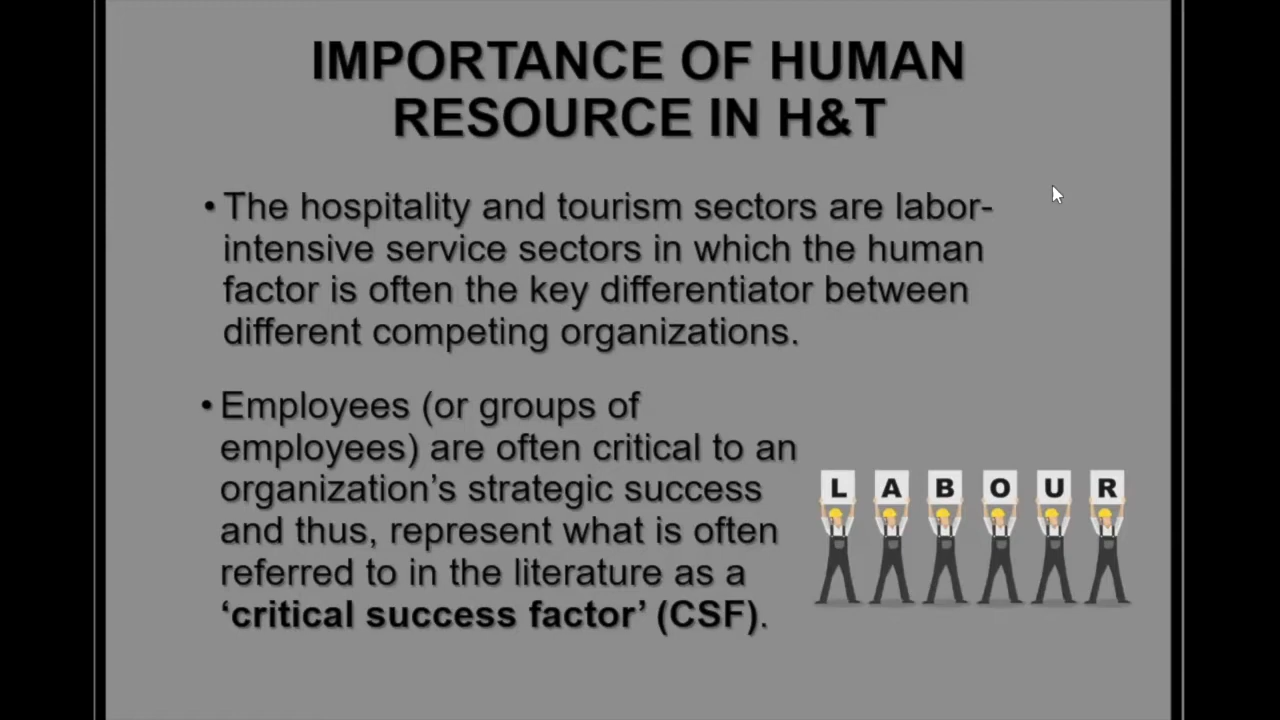 IMPORTANCE OF HUMAN
RESOURCE IN H&T
• The hospitality and tourism sectors are labor-
intensive service sectors in which the human
factor is often the key differentiator between
different competing organizations.
• Employees (or groups of
employees) are often critical to an
organization’s strategic success
and thus, represent what is often
referred to in the literature as a
‘critical success factor’ (CSF).
L A B O U R